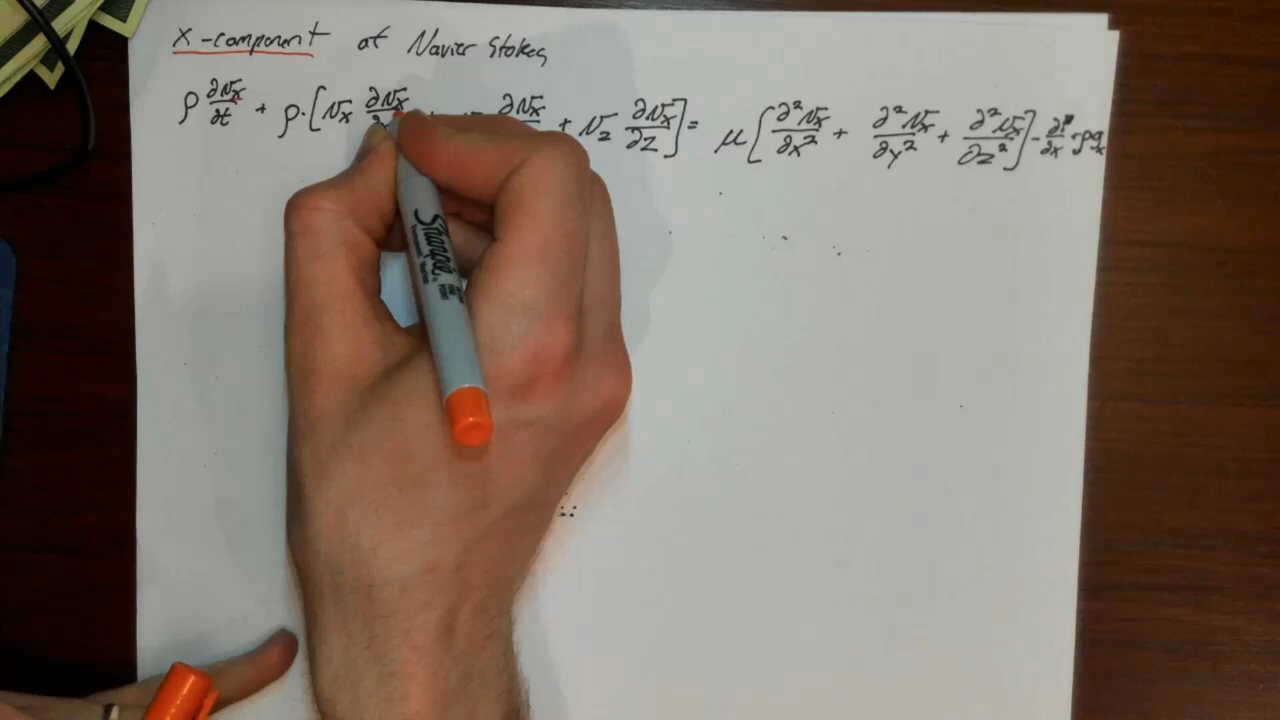 x-component of Navier Stokes
ρ ∂Vx/∂t + ρ·[Vx ∂Vx/ ∂Vx + Vz ∂Vx/∂z] = μ[∂²Vx/∂x² + ∂²Vx/∂y² + ∂²Vx/∂z²] - ∂P/∂x + ρgx
Sharpie